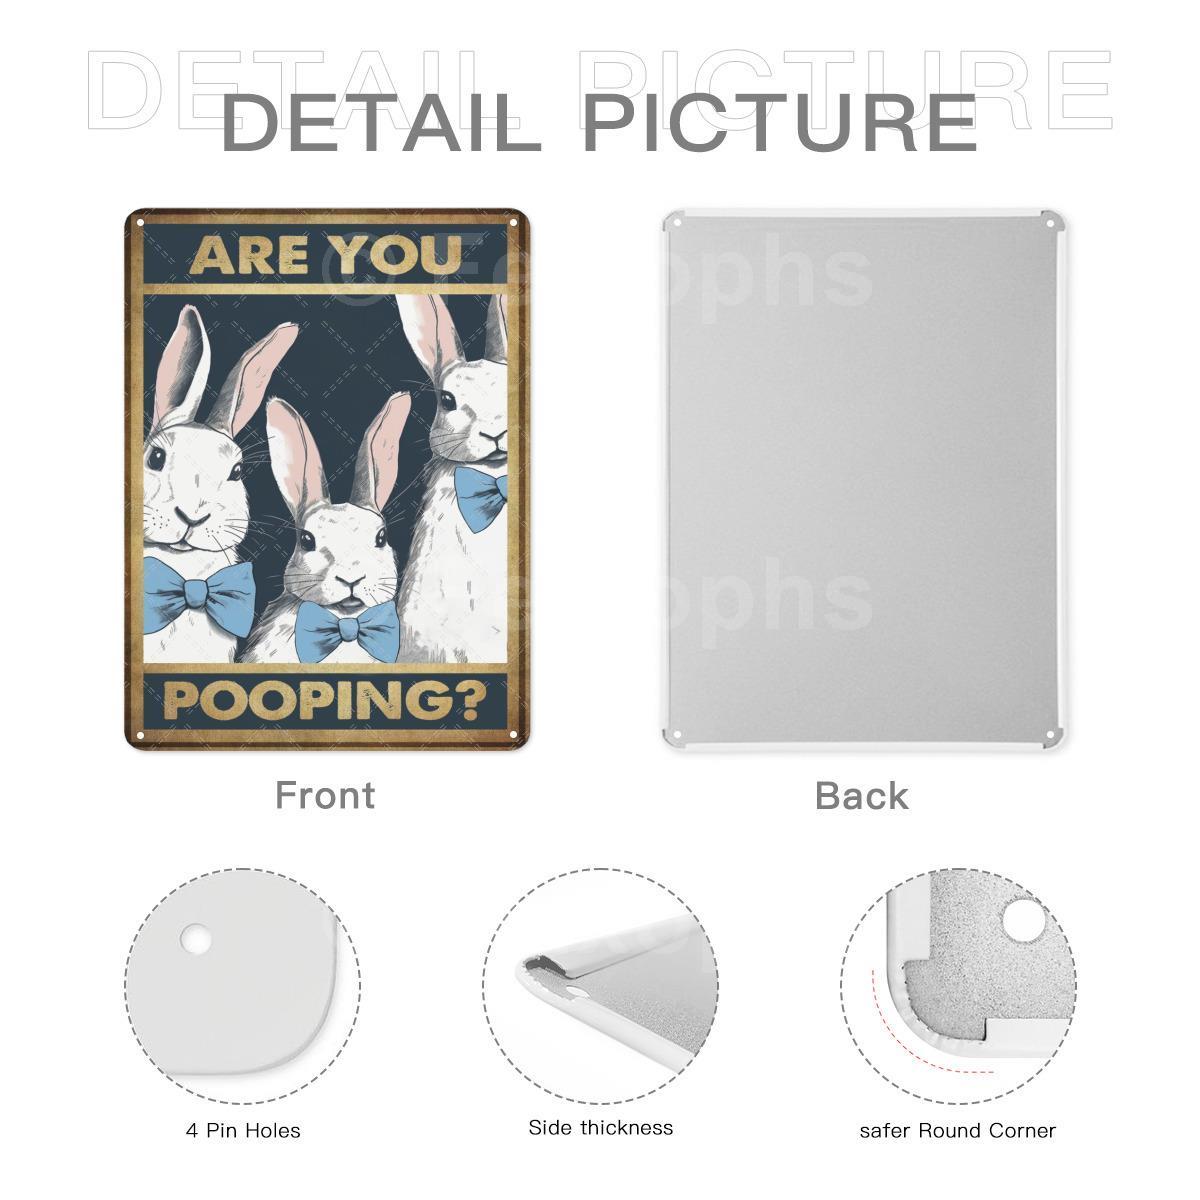 DETAIL PICTURE
DETAIL PICTURE
ARE YOU
POOPING?
Front
Back
4 Pin Holes
Side thickness
safer Round Corner